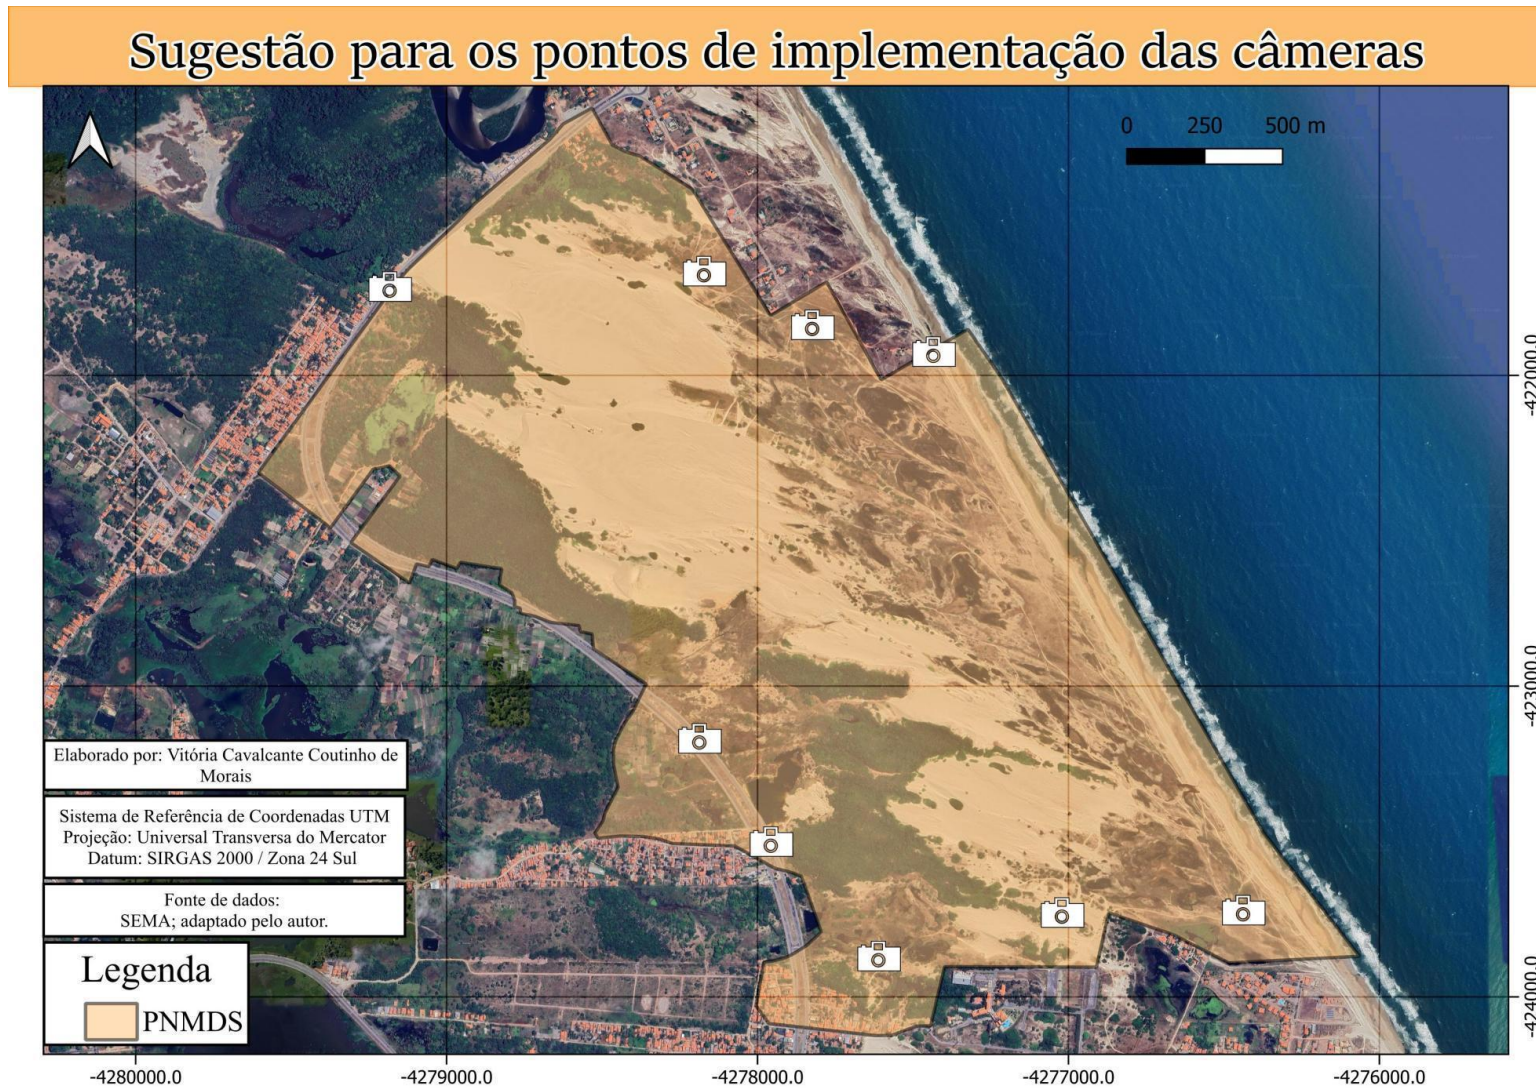 Sugestão para os pontos de implementação das câmeras
0 250 500 m
-422000.0
-423000.0
-424000.0
Elaborado por: Vitória Cavalcante Coutinho de
Morais
Sistema de Referência de Coordenadas UTM
Projeção: Universal Transversa do Mercator
Datum: SIRGAS 2000 / Zona 24 Sul
Fonte de dados:
SEMA; adaptado pelo autor.
Legenda
PNMDS
-4280000.0 -4279000.0 -4278000.0 -4277000.0 -4276000.0